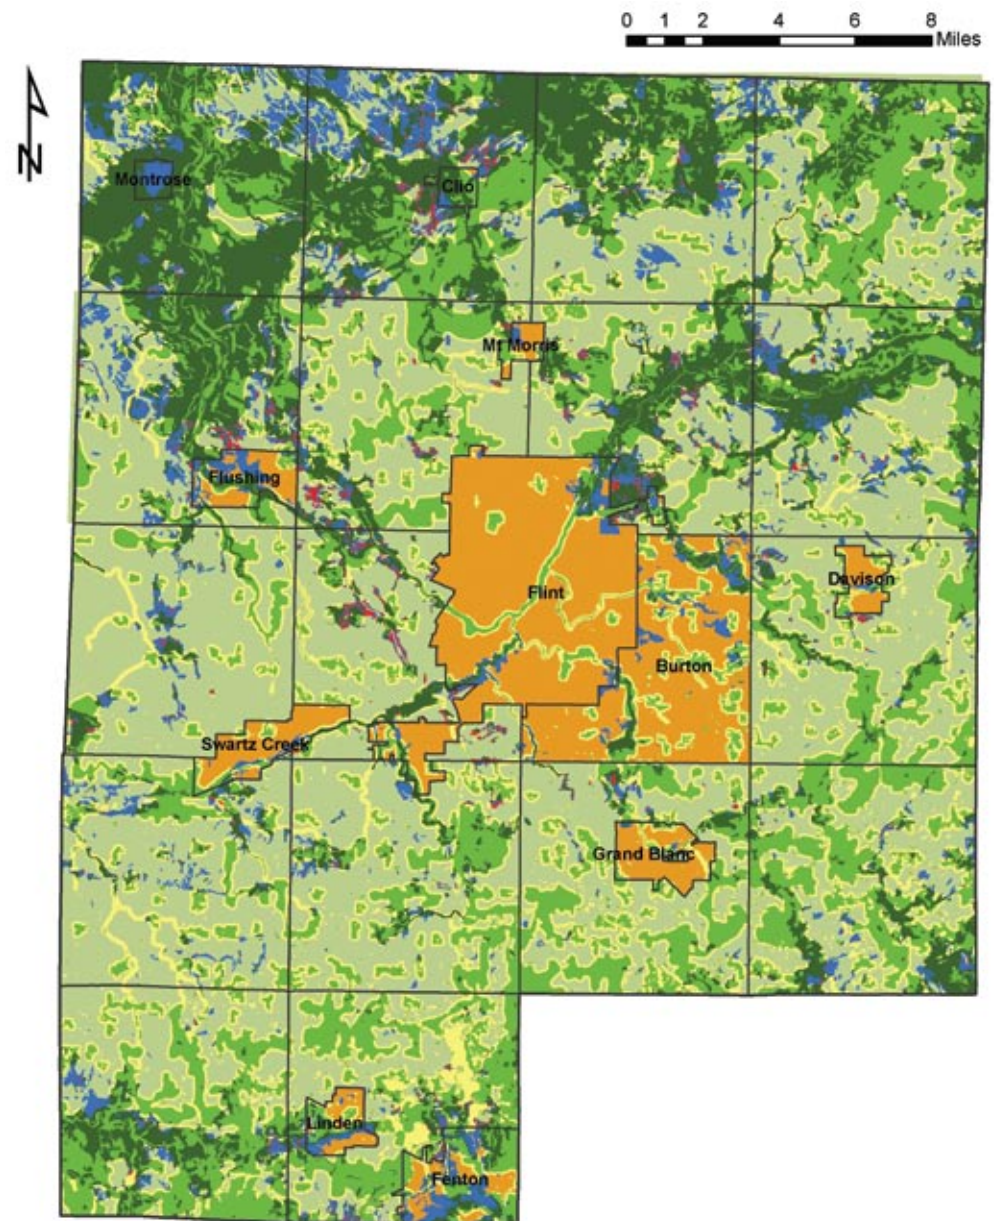 0 1 2 4 6 8
Miles
N
Montrose
Clio
Mt Morris
Flushing
Flint
Davison
Burton
Swartz Creek
Grand Blanc
Linden
Fenton